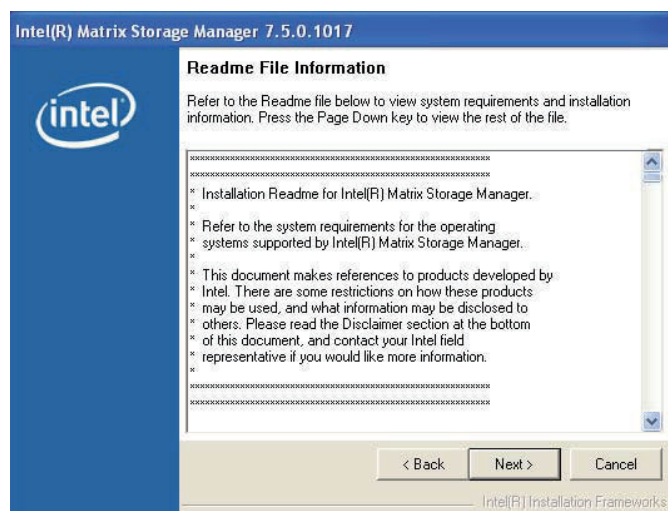 Intel(R) Matrix Storage Manager 7.5.0.1017
intel
Readme File Information
Refer to the Readme file below to view system requirements and installation
information. Press the Page Down key to view the rest of the file.
************************************************************
************************************************************
* Installation Readme for Intel(R) Matrix Storage Manager.
*
* Refer to the system requirements for the operating
* systems supported by Intel(R) Matrix Storage Manager.
*
* This document makes references to products developed by
* Intel. There are some restrictions on how these products
* may be used, and what information may be disclosed to
* others. Please read the Disclaimer section at the bottom
* of this document, and contact your Intel field
* representative if you would like more information.
*
************************************************************
************************************************************
< Back
Next >
Cancel
Intel(R) Installation Frameworks